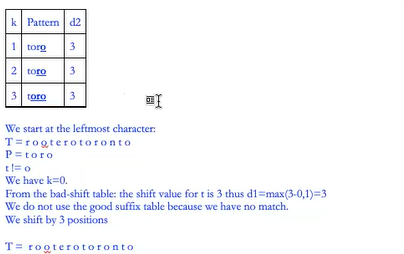 k Pattern d2
1 toro 3
2 toro 3
3 toro 3
We start at the leftmost character:
T = r o o t e r o t o r o n t o
P = t o r o
t != o
We have k=0.
From the bad-shift table: the shift value for t is 3 thus d1=max(3-0,1)=3
We do not use the good suffix table because we have no match.
We shift by 3 positions
T = r o o t e r o t o r o n t o